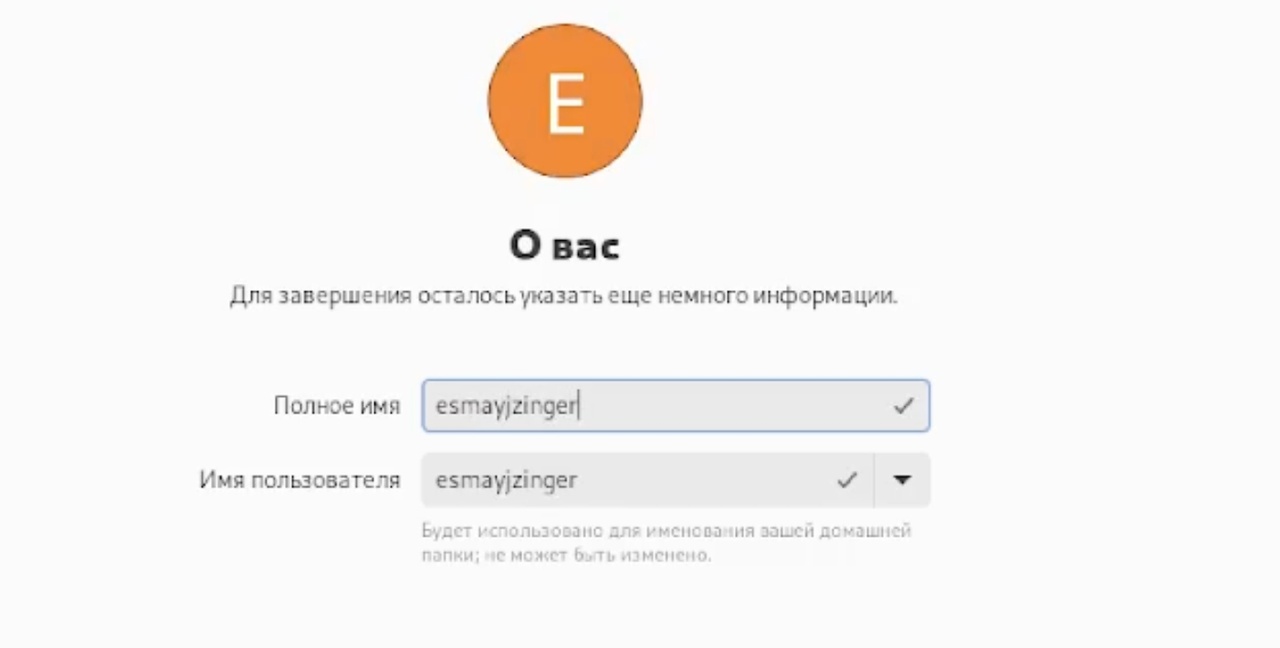 E
О вас
Для завершения осталось указать еще немного информации.
Полное имя esmayjzinger
Имя пользователя esmayjzinger
Будет использовано для именования вашей домашней
папки; не может быть изменено.